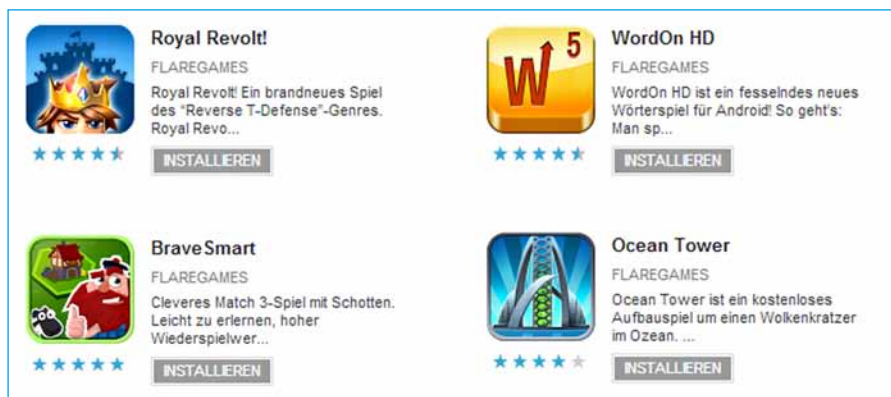 Royal Revolt!
FLAREGAMES
Royal Revolt! Ein brandneues Spiel
des "Reverse T-Defense"-Genres.
Royal Revo...
INSTALLIEREN
W 5
WordOn HD
FLAREGAMES
WordOn HD ist ein fesselndes neues
Wörterspiel für Android! So geht's:
Man sp...
INSTALLIEREN
BraveSmart
FLAREGAMES
Cleveres Match 3-Spiel mit Schotten.
Leicht zu erlernen, hoher
Wiederspielwer...
INSTALLIEREN
Ocean Tower
FLAREGAMES
Ocean Tower ist ein kostenloses
Aufbauspiel um einen Wolkenkratzer
im Ozean. ...
INSTALLIEREN